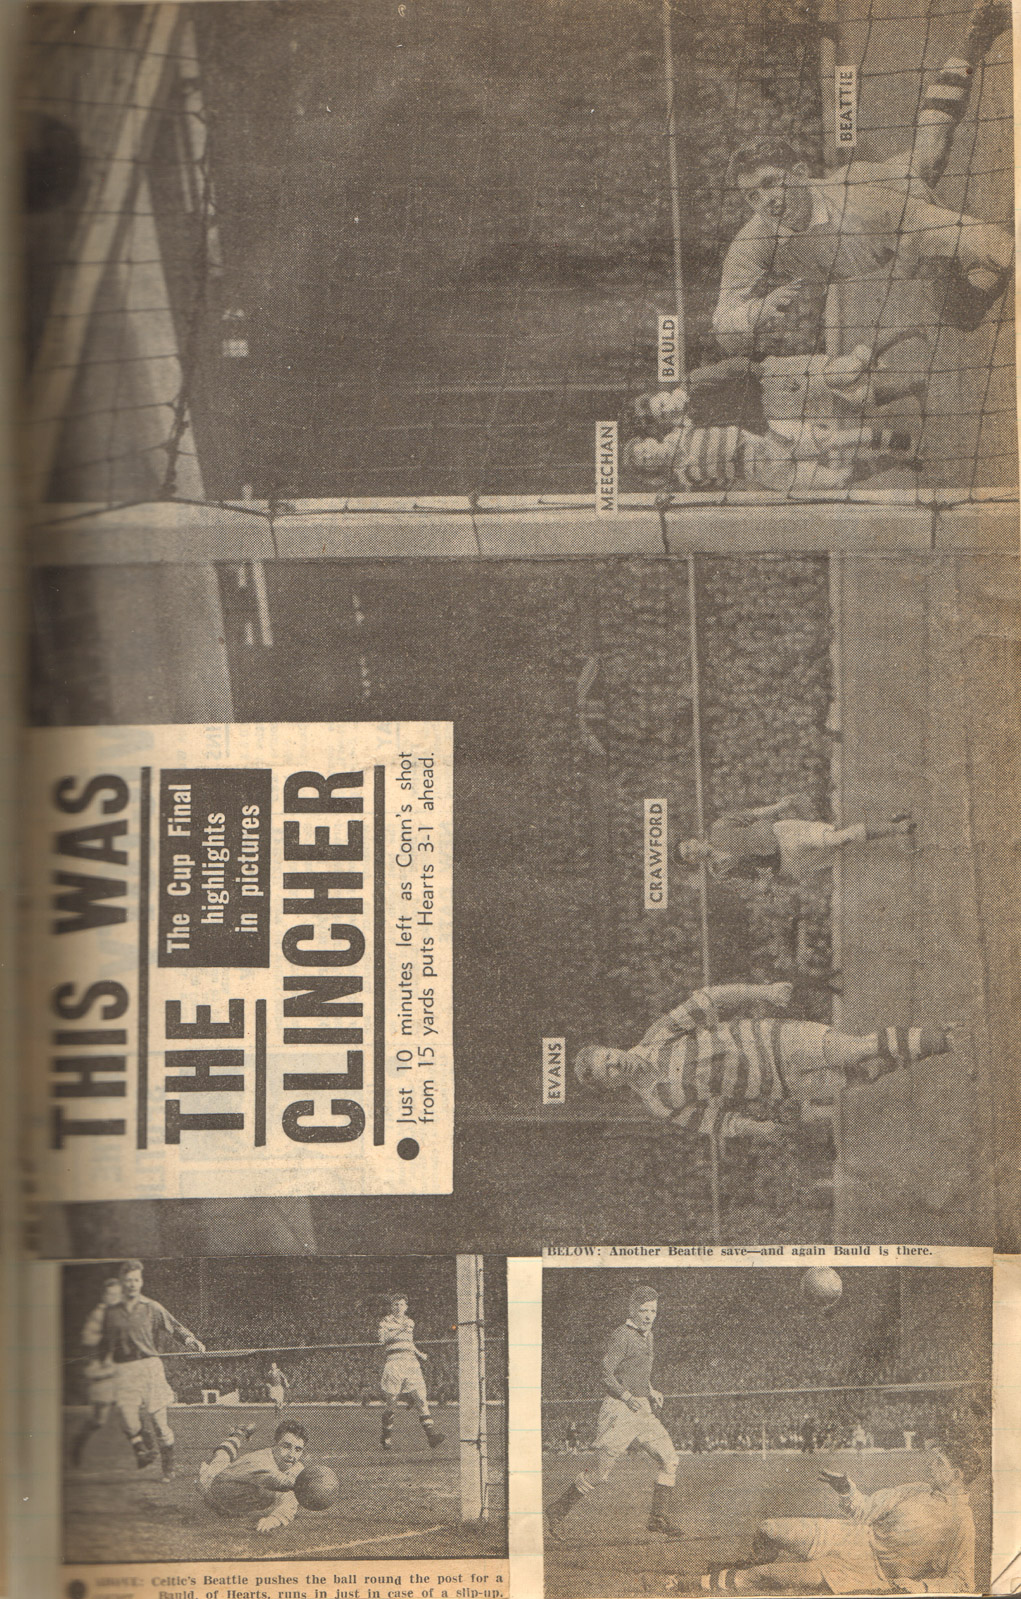 THIS WAS
THE
The Cup Final
highlights
in pictures
CLINCHER
● Just 10 minutes left as Conn's shot
from 15 yards puts Hearts 3-1 ahead.
EVANS
CRAWFORD
MEECHAN
BAULD
BEATTIE
Celtic's Beattie pushes the ball round the post for a
Bauld, of Hearts, runs in just in case of a slip-up.
BELOW: Another Beattie save—and again Bauld is there.